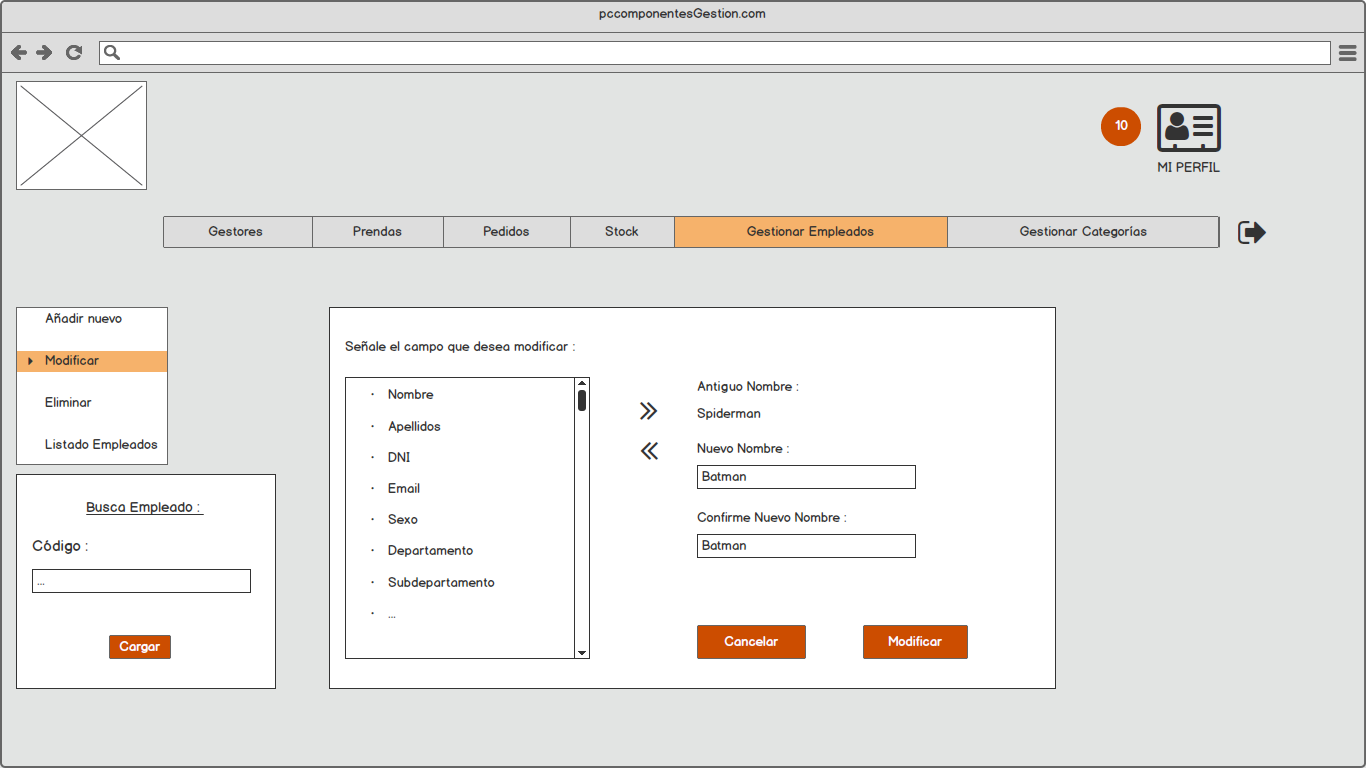 pccomponentesGestion.com
10
MI PERFIL
Gestores
Prendas
Pedidos
Stock
Gestionar Empleados
Gestionar Categorías
Añadir nuevo
Modificar
Eliminar
Listado Empleados
Busca Empleado :
Código :
...
Cargar
Señale el campo que desea modificar :
· Nombre
· Apellidos
· DNI
· Email
· Sexo
· Departamento
· Subdepartamento
· ...
Antiguo Nombre :
Spiderman
Nuevo Nombre :
Batman
Confirme Nuevo Nombre :
Batman
Cancelar
Modificar